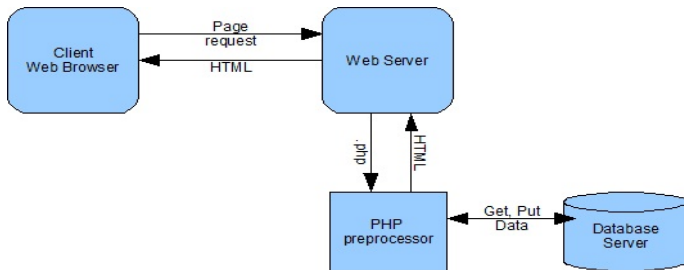 Client
Web Browser
Page
request
HTML
Web Server
.php
HTML
PHP
preprocessor
Get, Put
Data
Database
Server